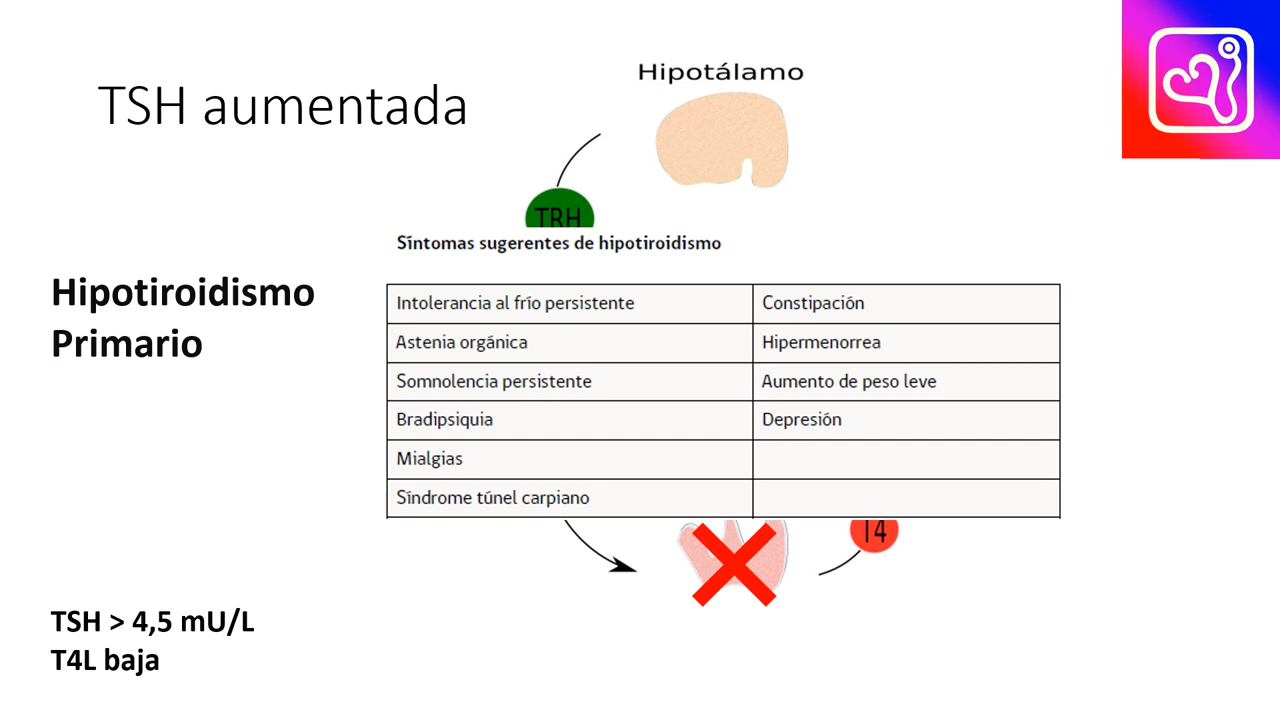 TSH aumentada
Hipotálamo
TRH
Síntomas sugerentes de hipotiroidismo
Hipotiroidismo
Primario
Intolerancia al frío persistente
Constipación
Astenia orgánica
Hipermenorrea
Somnolencia persistente
Aumento de peso leve
Bradipsiquia
Depresión
Mialgias
Síndrome túnel carpiano
T4
TSH > 4,5 mU/L
T4L baja